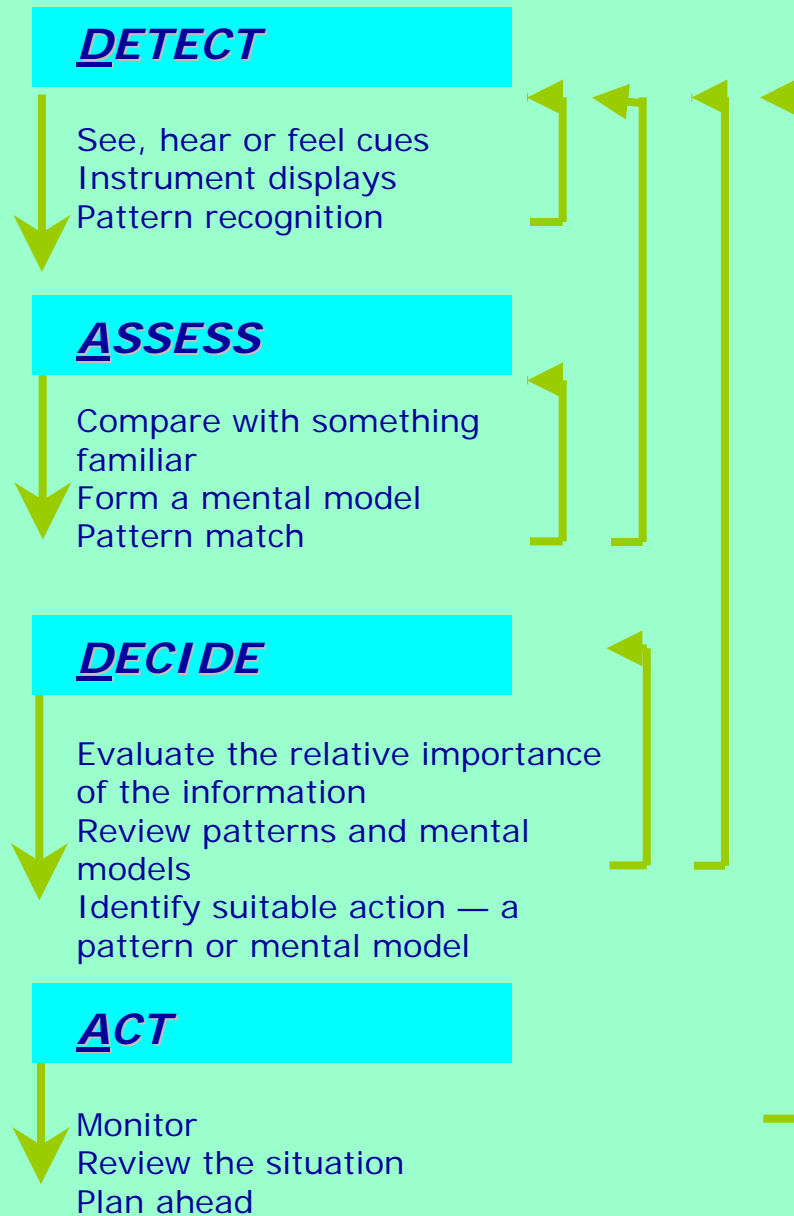 DETECT
See, hear or feel cues
Instrument displays
Pattern recognition
ASSESS
Compare with something
familiar
Form a mental model
Pattern match
DECIDE
Evaluate the relative importance
of the information
Review patterns and mental
models
Identify suitable action — a
pattern or mental model
ACT
Monitor
Review the situation
Plan ahead